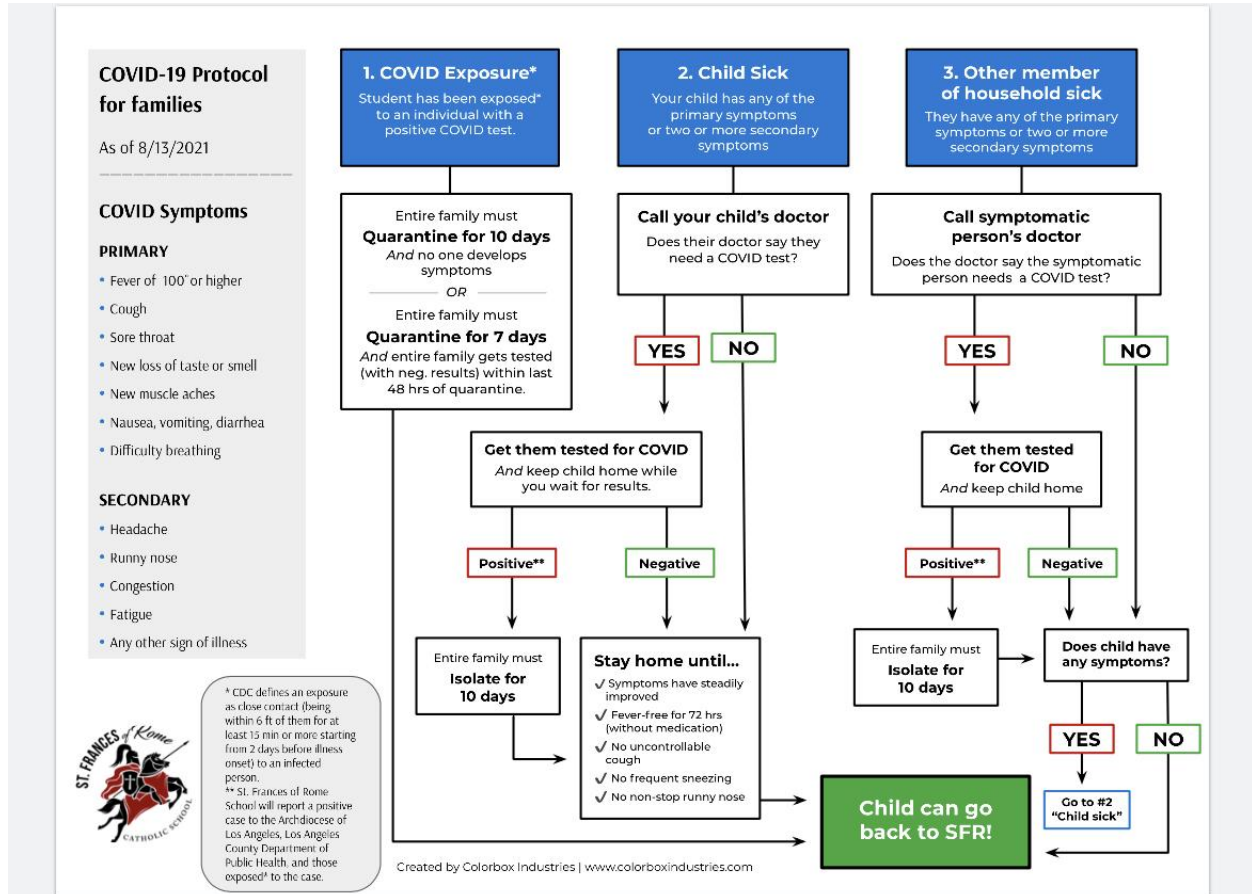 COVID-19 Protocol
for families
As of 8/13/2021
COVID Symptoms
PRIMARY
• Fever of 100° or higher
• Cough
• Sore throat
• New loss of taste or smell
• New muscle aches
• Nausea, vomiting, diarrhea
• Difficulty breathing
SECONDARY
• Headache
• Runny nose
• Congestion
• Fatigue
• Any other sign of illness
1. COVID Exposure*
Student has been exposed*
to an individual with a
positive COVID test.
Entire family must
Quarantine for 10 days
And no one develops
symptoms
OR
Entire family must
Quarantine for 7 days
And entire family gets tested
(with neg. results) within last
48 hrs of quarantine.
2. Child Sick
Your child has any of the
primary symptoms
or two or more secondary
symptoms
Call your child's doctor
Does their doctor say they
need a COVID test?
YES
NO
Get them tested for COVID
And keep child home while
you wait for results.
Positive**
Negative
Entire family must
Isolate for
10 days
Stay home until...
✓ Symptoms have steadily
improved
✓ Fever-free for 72 hrs
(without medication)
✓ No uncontrollable
cough
✓ No frequent sneezing
✓ No non-stop runny nose
3. Other member
of household sick
They have any of the primary
symptoms or two or more
secondary symptoms
Call symptomatic
person's doctor
Does the doctor say the symptomatic
person needs a COVID test?
YES
NO
Get them tested
for COVID
And keep child home
Positive**
Negative
Entire family must
Isolate for
10 days
Does child have
any symptoms?
YES
NO
Go to #2
"Child sick"
Child can go
back to SFR!
ST. FRANCES of Rome
CATHOLIC SCHOOL
* CDC defines an exposure
as close contact (being
within 6 ft of them for at
least 15 min or more starting
from 2 days before illness
onset) to an infected
person.
** St. Frances of Rome
School will report a positive
case to the Archdiocese of
Los Angeles, Los Angeles
County Department of
Public Health, and those
exposed* to the case.
Created by Colorbox Industries | www.colorboxindustries.com